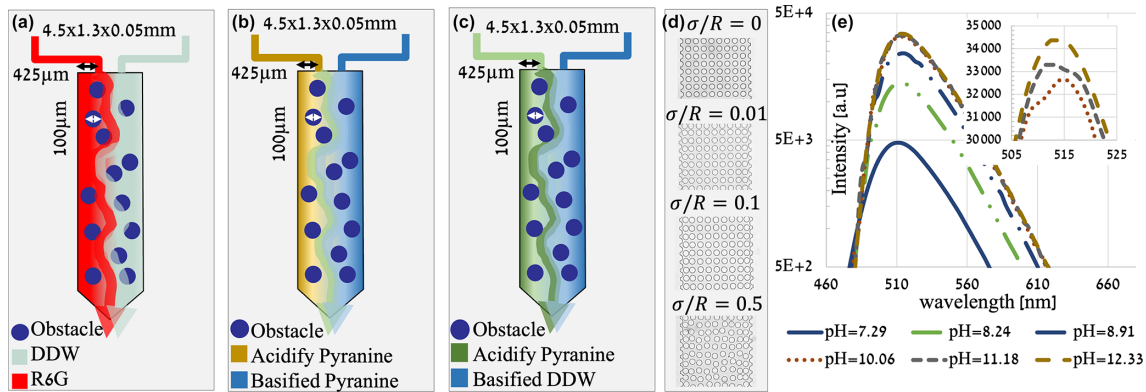 (a)
4.5x1.3x0.05mm
425µm
100µm
Obstacle
DDW
R6G
(b)
4.5x1.3x0.05mm
425µm
100µm
Obstacle
Acidify Pyranine
Basified Pyranine
(c)
4.5x1.3x0.05mm
425µm
100µm
Obstacle
Acidify Pyranine
Basified DDW
(d)
σ/R = 0
σ/R = 0.01
σ/R = 0.1
σ/R = 0.5
(e)
5E+4
5E+3
5E+2
Intensity [a.u]
460 510 560 610 660
wavelength [nm]
35000
34000
33000
32000
31000
30000
505 515 525
pH=7.29 pH=8.24 pH=8.91
pH=10.06 pH=11.18 pH=12.33